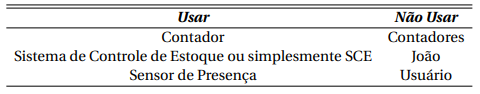 Usar Não Usar
Contador Contadores
Sistema de Controle de Estoque ou simplesmente SCE João
Sensor de Presença Usuário